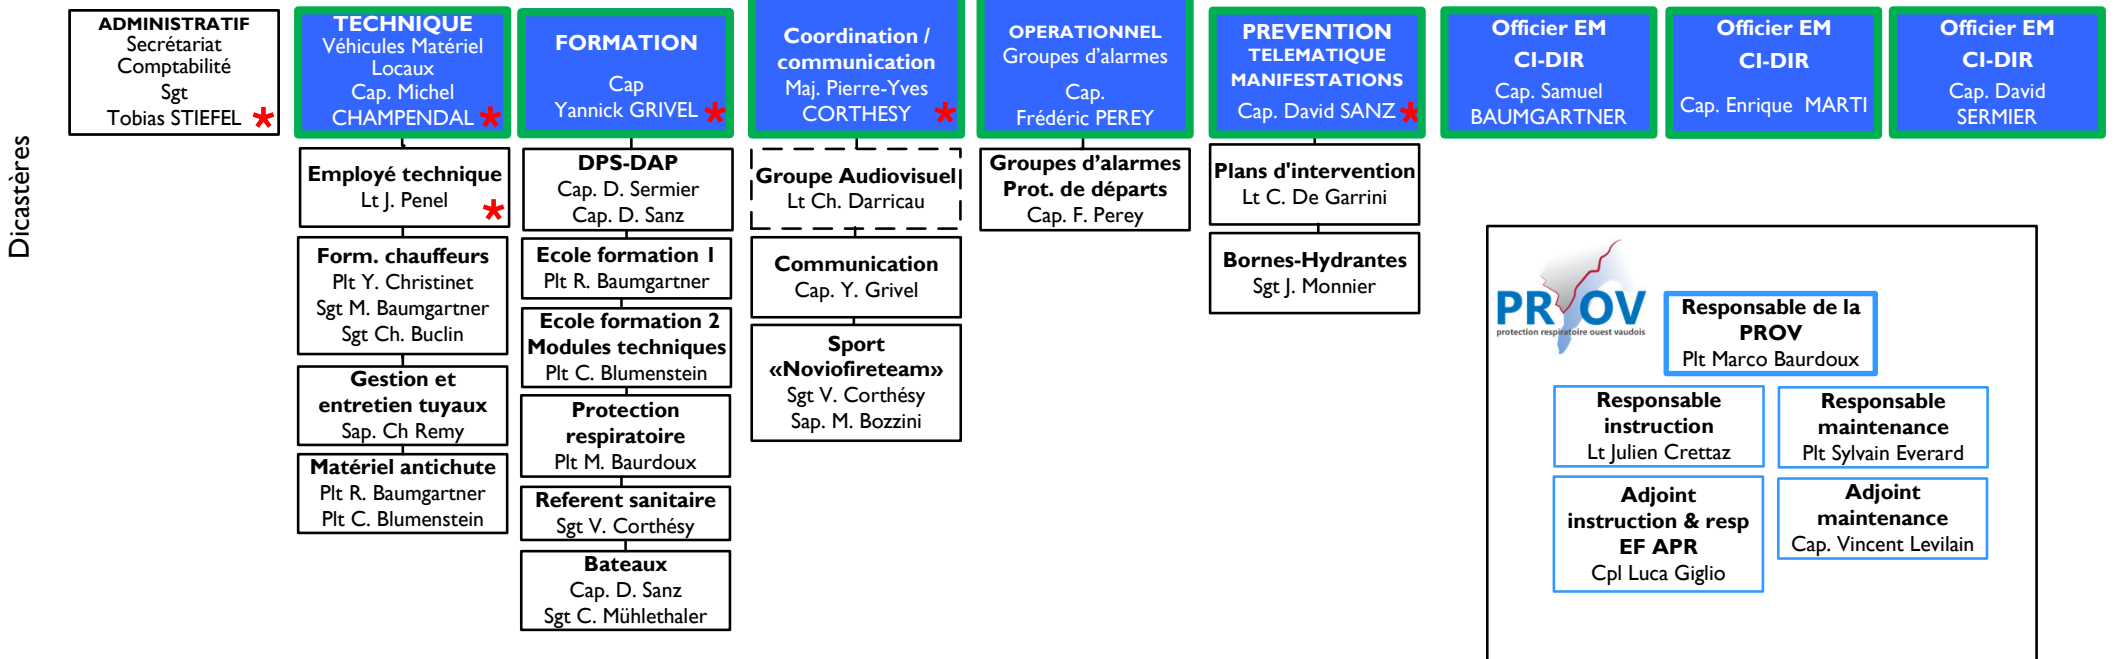 Dicastères
ADMINISTRATIF
Secrétariat
Comptabilité
Sgt
Tobias STIEFEL *
TECHNIQUE
Véhicules Matériel
Locaux
Cap. Michel
CHAMPENDAL *
Employé technique
Lt J. Penel
*
Form. chauffeurs
Plt Y. Christinet
Sgt M. Baumgartner
Sgt Ch. Buclin
Gestion et
entretien tuyaux
Sap. Ch Remy
Matériel antichute
Plt R. Baumgartner
Plt C. Blumenstein
FORMATION
Cap
Yannick GRIVEL *
DPS-DAP
Cap. D. Sermier
Cap. D. Sanz
Ecole formation 1
Plt R. Baumgartner
Ecole formation 2
Modules techniques
Plt C. Blumenstein
Protection
respiratoire
Plt M. Baurdoux
Referent sanitaire
Sgt V. Corthésy
Bateaux
Cap. D. Sanz
Sgt C. Mühlethaler
Coordination /
communication
Maj. Pierre-Yves
CORTHESY *
Groupe Audiovisuel
Lt Ch. Darricau
Communication
Cap. Y. Grivel
Sport
«Noviofireteam»
Sgt V. Corthésy
Sap. M. Bozzini
OPERATIONNEL
Groupes d'alarmes
Cap.
Frédéric PEREY
Groupes d'alarmes
Prot. de départs
Cap. F. Perey
PREVENTION
TELEMATIQUE
MANIFESTATIONS
Cap. David SANZ *
Plans d'intervention
Lt C. De Garrini
Bornes-Hydrantes
Sgt J. Monnier
Officier EM
CI-DIR
Cap. Samuel
BAUMGARTNER
Officier EM
CI-DIR
Cap. Enrique MARTI
Officier EM
CI-DIR
Cap. David
SERMIER
PROV
protection respiratoire ouest vaudois
Responsable de la
PROV
Plt Marco Baurdoux
Responsable
instruction
Lt Julien Crettaz
Responsable
maintenance
Plt Sylvain Everard
Adjoint
instruction & resp
EF APR
Cpl Luca Giglio
Adjoint
maintenance
Cap. Vincent Levilain